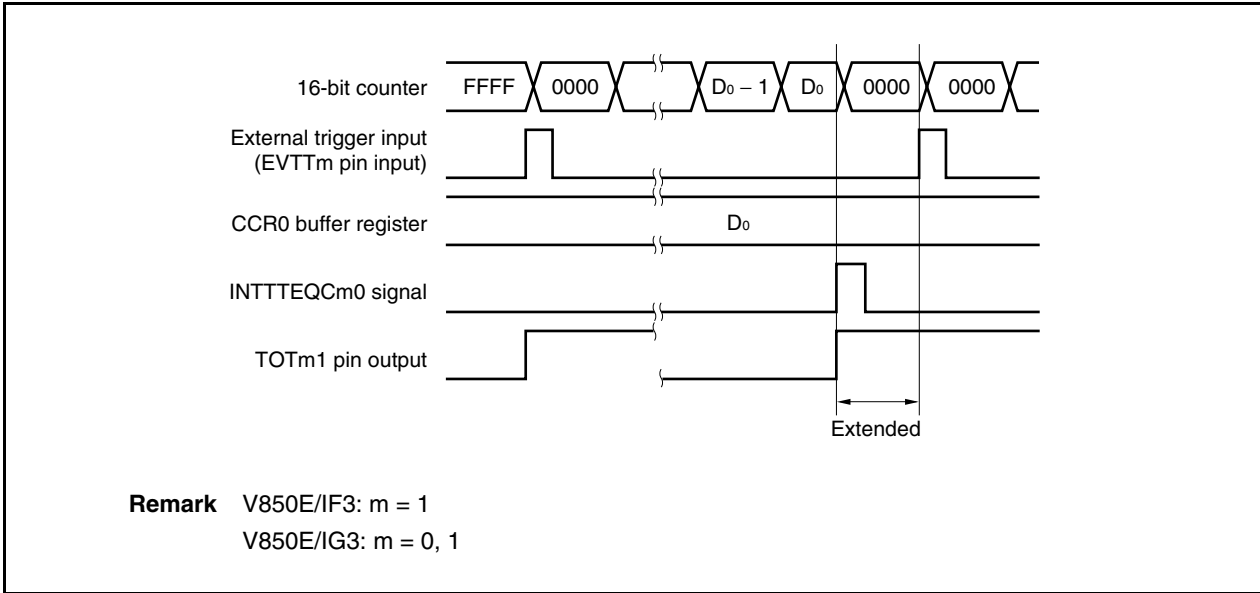 16-bit counter FFFF 0000 D₀ − 1 D₀ 0000 0000
External trigger input
(EVTTm pin input)
CCR0 buffer register D₀
INTTTEQCm0 signal
TOTm1 pin output
Extended
Remark V850E/IF3: m = 1
V850E/IG3: m = 0, 1